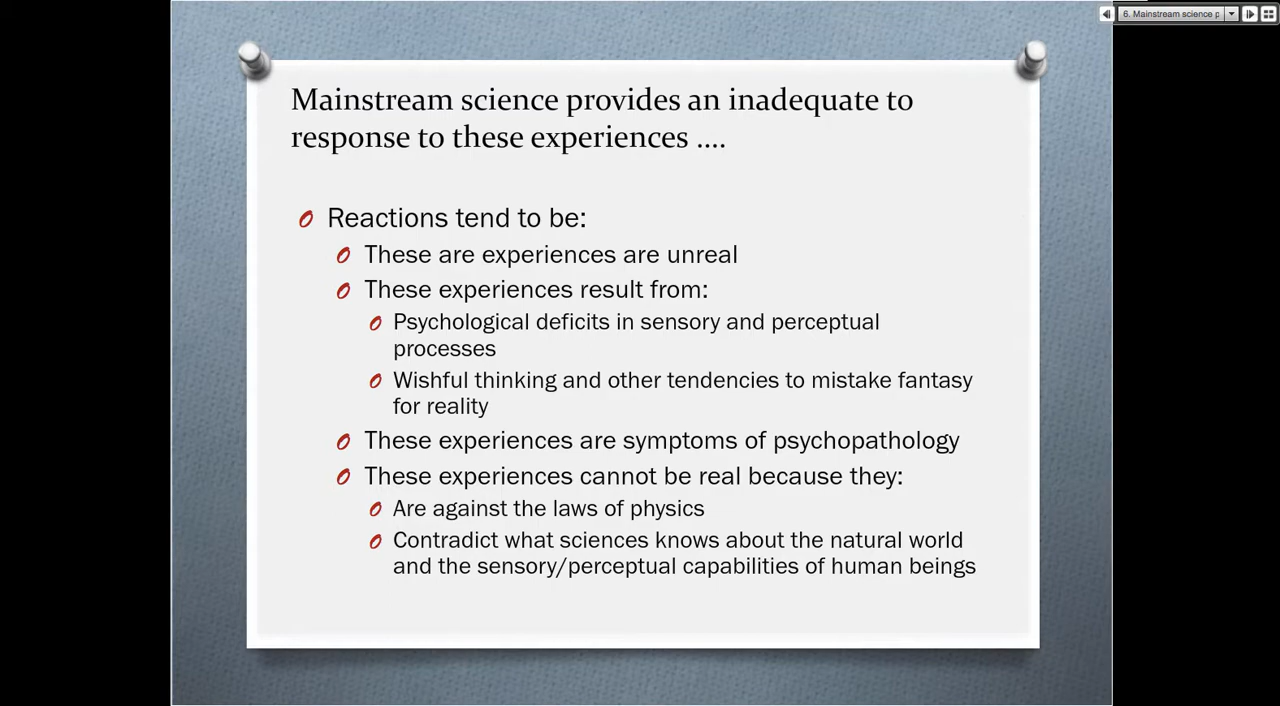 6. Mainstream science p
Mainstream science provides an inadequate to
response to these experiences ....
Reactions tend to be:
These are experiences are unreal
These experiences result from:
Psychological deficits in sensory and perceptual
processes
Wishful thinking and other tendencies to mistake fantasy
for reality
These experiences are symptoms of psychopathology
These experiences cannot be real because they:
Are against the laws of physics
Contradict what sciences knows about the natural world
and the sensory/perceptual capabilities of human beings